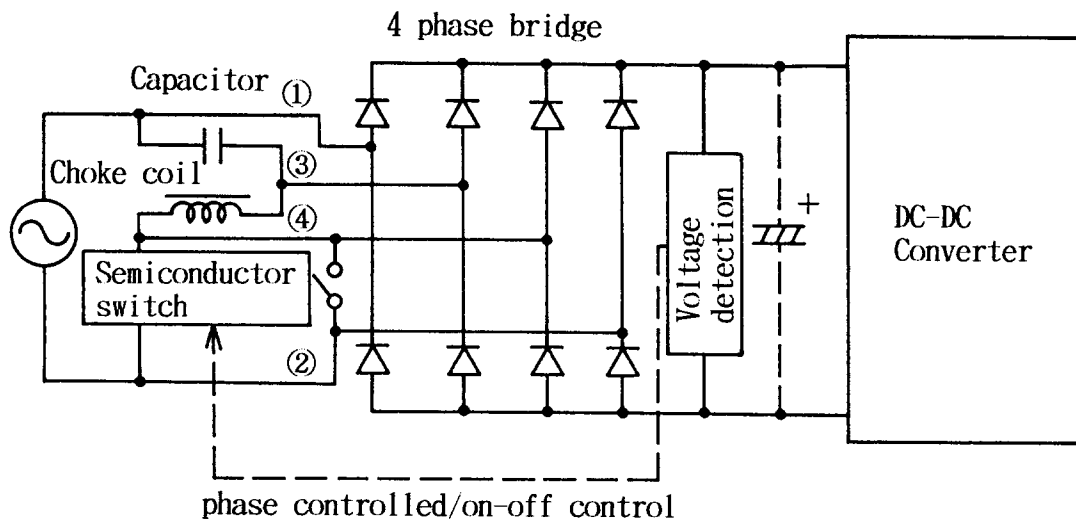 4 phase bridge
Capacitor
①
③
Choke coil
④
Semiconductor
switch
②
Voltage
detection
+
DC-DC
Converter
phase controlled/on-off control